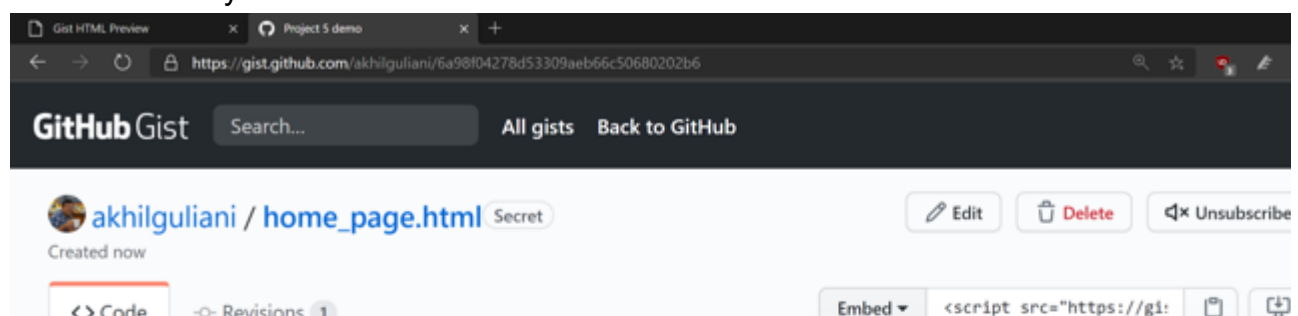 Gist HTML Preview Project 5 demo
https://gist.github.com/akhilguliani/6a98f04278d53309aeb66c50680202b6
GitHub Gist Search... All gists Back to GitHub
akhilguliani / home_page.html Secret Edit Delete Unsubscribe
Created now
<> Code Revisions 1 Embed <script src="https://gi